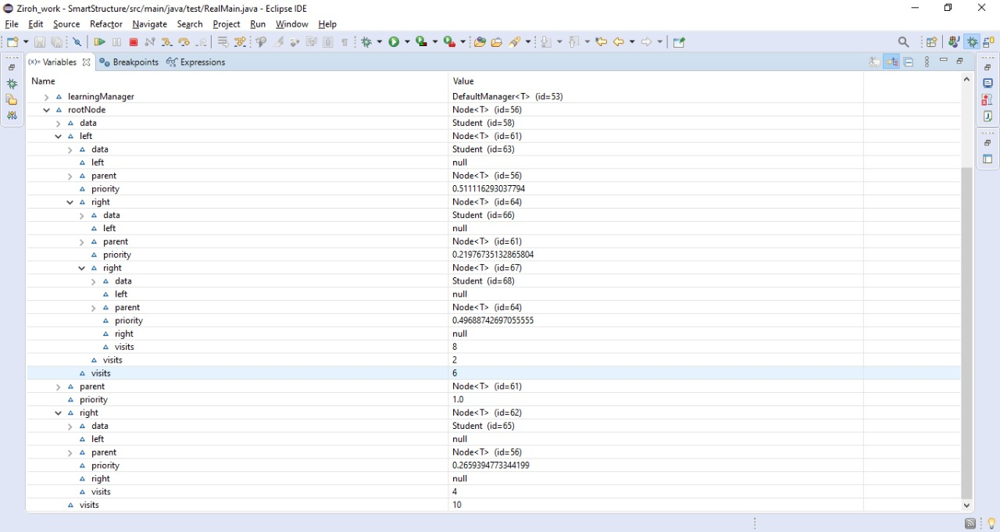 Ziroh_work - SmartStructure/src/main/java/test/RealMain.java - Eclipse IDE
File Edit Source Refactor Navigate Search Project Run Window Help
(x)= Variables Breakpoints Expressions
Name Value
learningManager DefaultManager<T> (id=53)
rootNode Node<T> (id=56)
data Student (id=58)
left Node<T> (id=61)
data Student (id=63)
left null
parent Node<T> (id=56)
priority 0.511116293037794
right Node<T> (id=64)
data Student (id=66)
left null
parent Node<T> (id=61)
priority 0.21976735132865804
right Node<T> (id=67)
data Student (id=68)
left null
parent Node<T> (id=64)
priority 0.49688742697055555
right null
visits 8
visits 2
visits 6
parent Node<T> (id=61)
priority 1.0
right Node<T> (id=62)
data Student (id=65)
left null
parent Node<T> (id=56)
priority 0.2659394773344199
right null
visits 4
visits 10